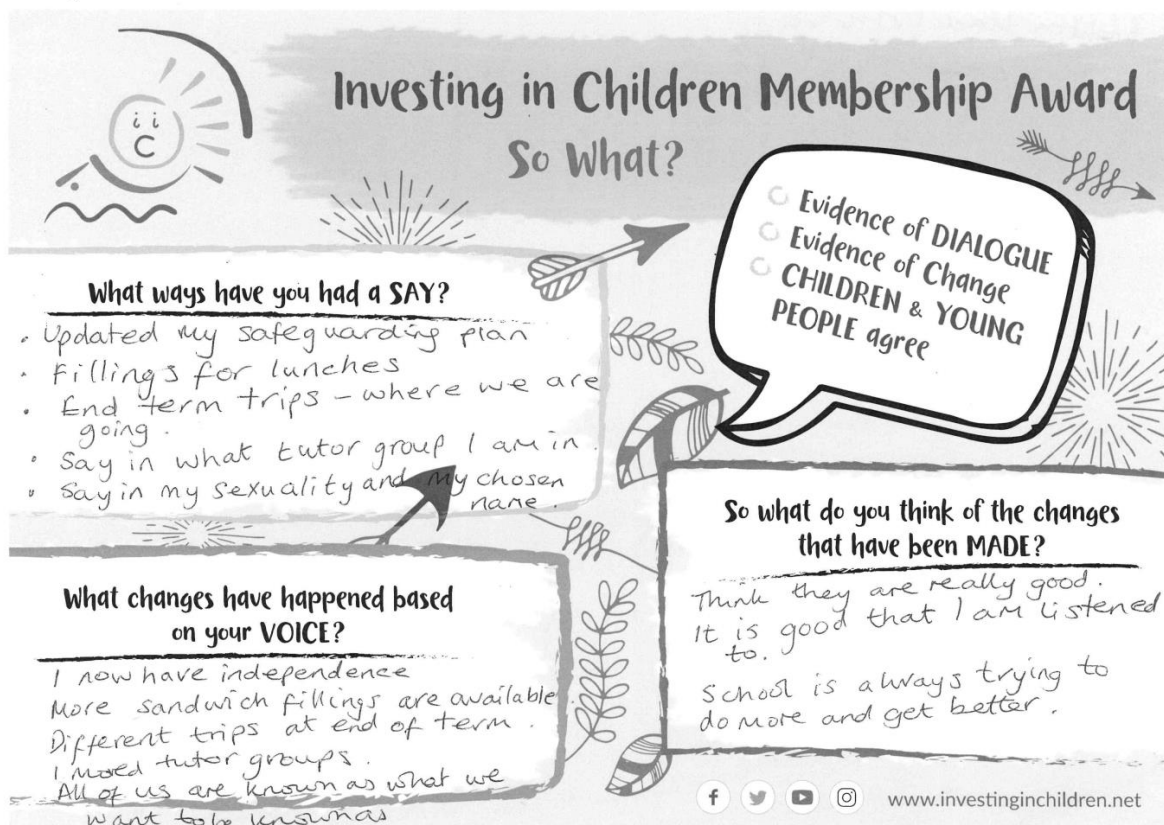 Investing in Children Membership Award
So What?
Evidence of DIALOGUE
Evidence of Change
CHILDREN & YOUNG
PEOPLE agree
What ways have you had a SAY?
· Updated my safeguarding plan
· Fillings for lunches
· End term trips - where we are
going.
· Say in what tutor group I am in.
· Say in my sexuality and my chosen
name.
What changes have happened based
on your VOICE?
I now have independence
More sandwich fillings are available.
Different trips at end of term.
I moved tutor groups.
All of us are known as what we
want to be known as
So what do you think of the changes
that have been MADE?
Think they are really good.
It is good that I am listened
to.
School is always trying to
do more and get better.
www.investinginchildren.net